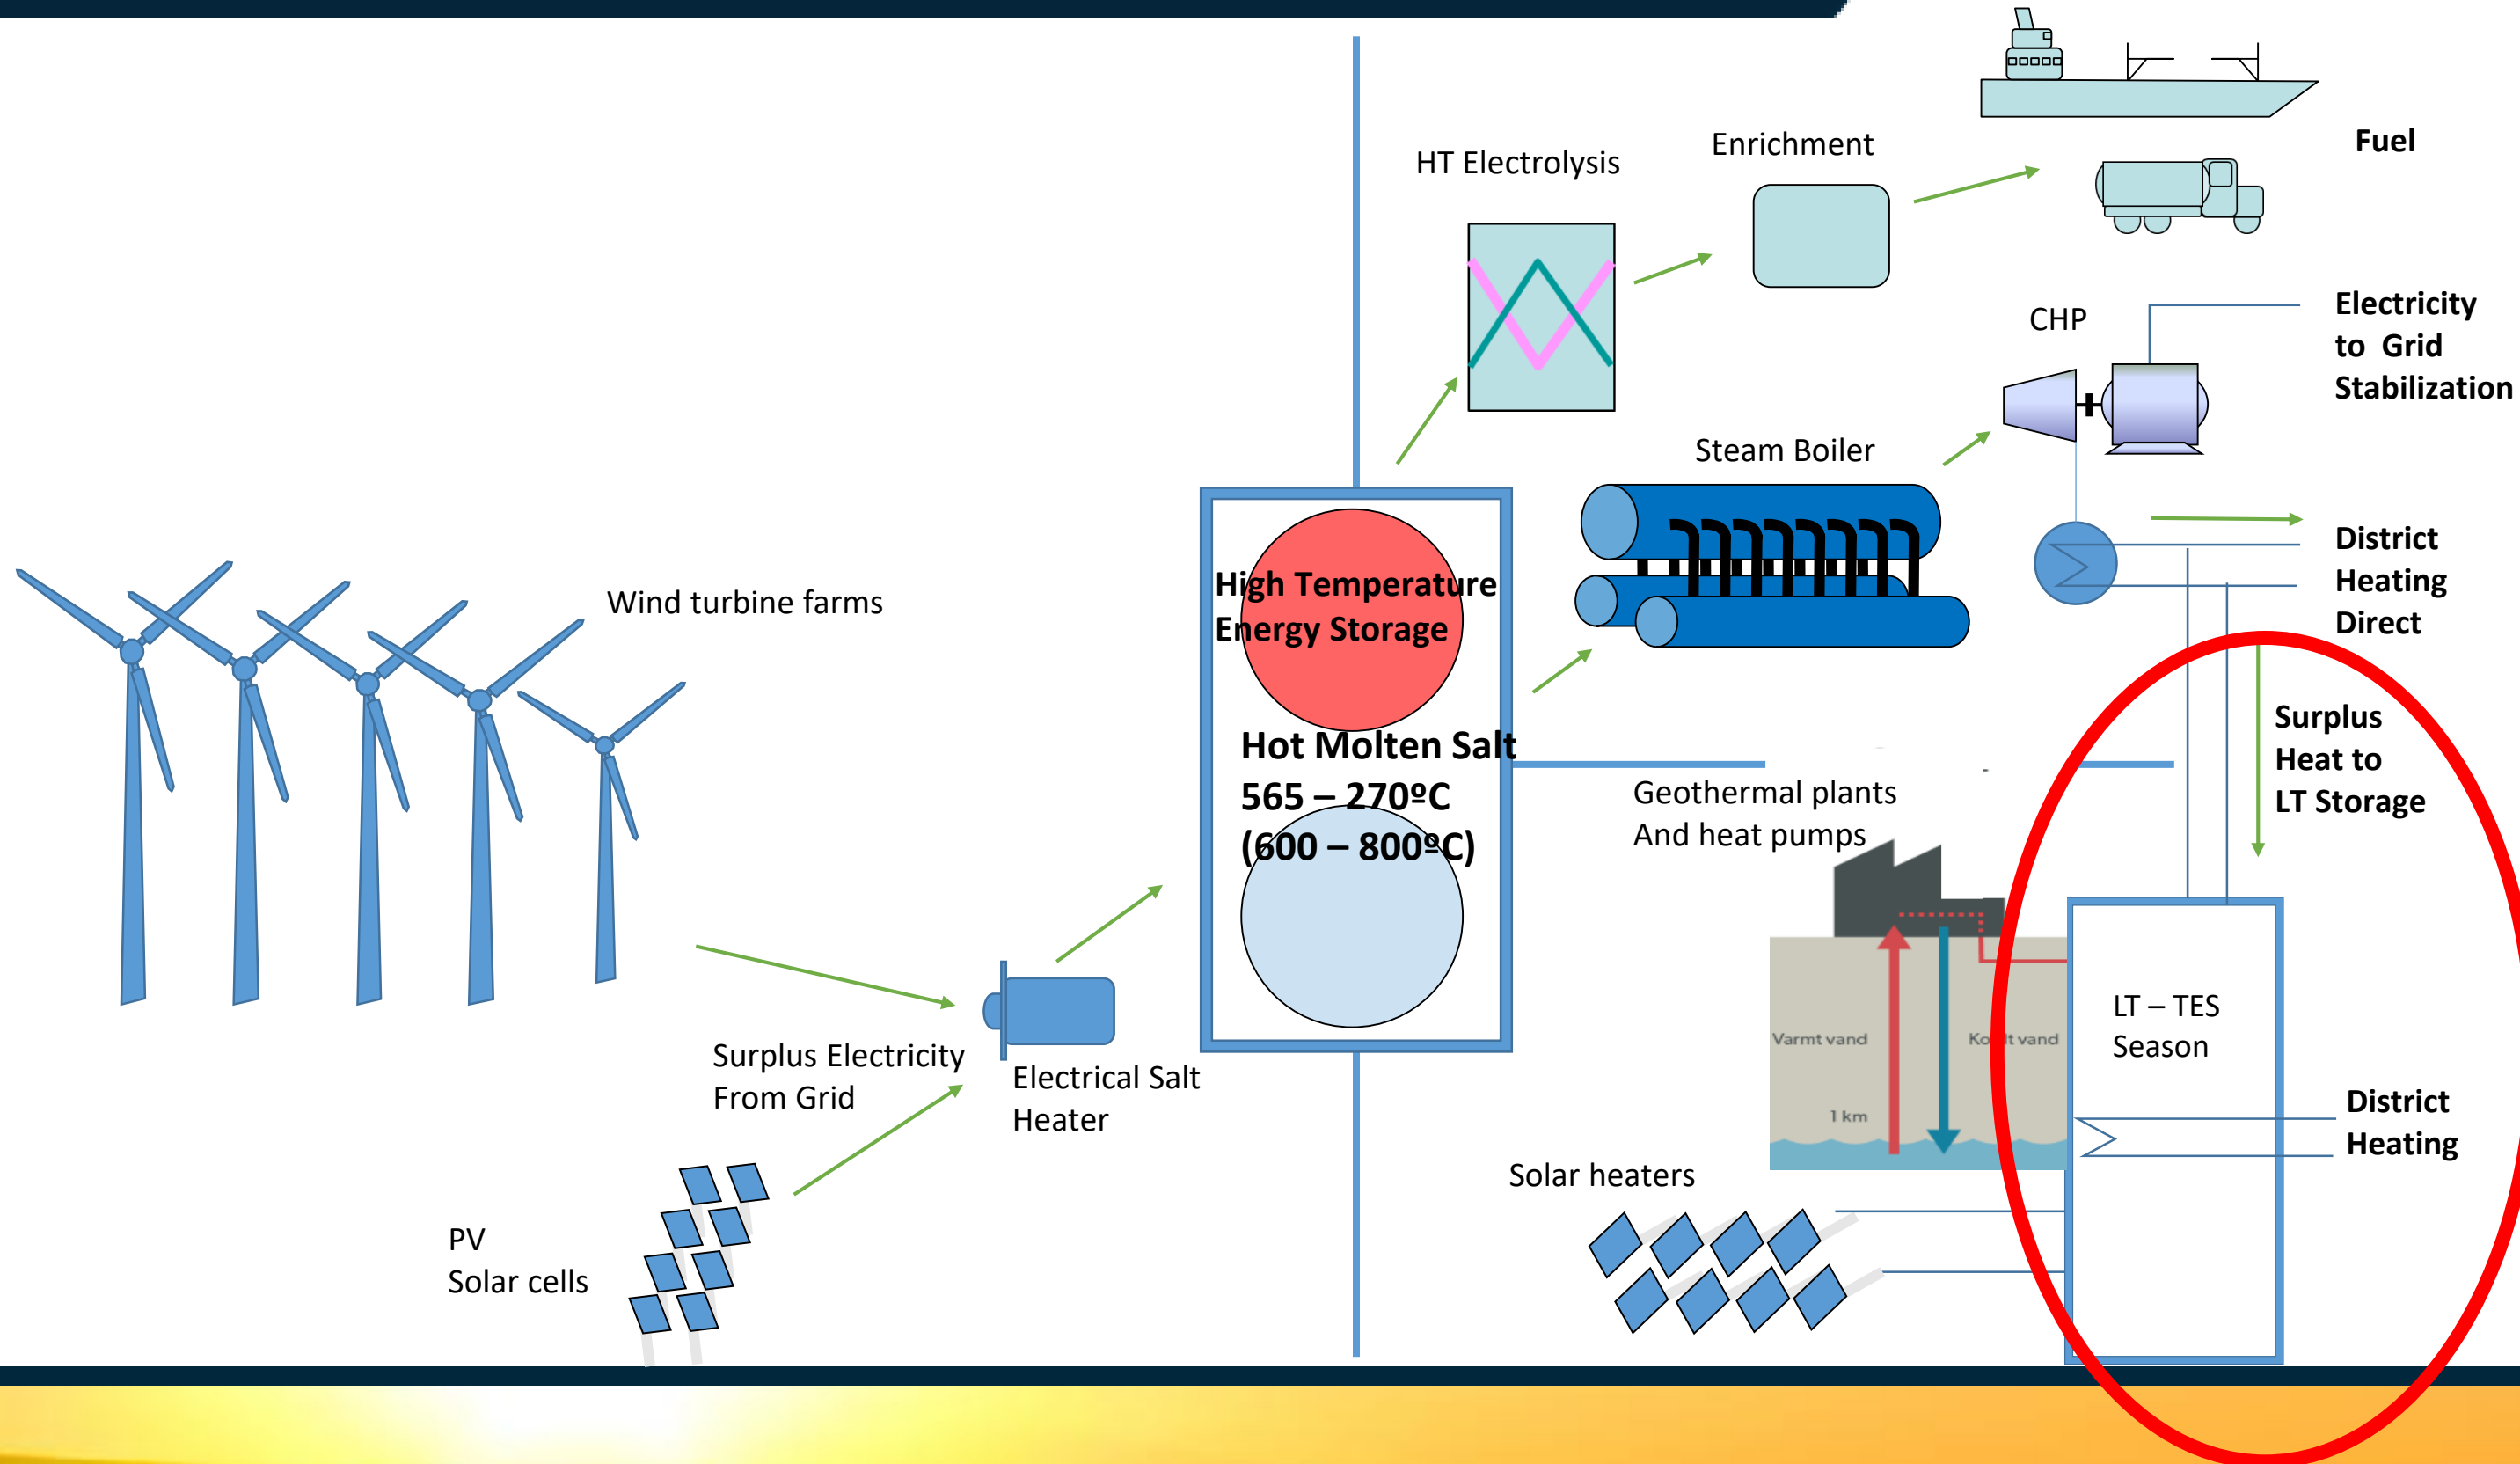 Fuel
Enrichment
HT Electrolysis
Electricity
to Grid
Stabilization
CHP
Steam Boiler
District
Heating
Direct
High Temperature
Energy Storage
Wind turbine farms
Hot Molten Salt
565 – 270ºC
(600 – 800ºC)
Surplus
Heat to
LT Storage
Geothermal plants
And heat pumps
LT – TES
Season
Varmt vand
Koldt vand
1 km
Surplus Electricity
From Grid
Electrical Salt
Heater
District
Heating
Solar heaters
PV
Solar cells